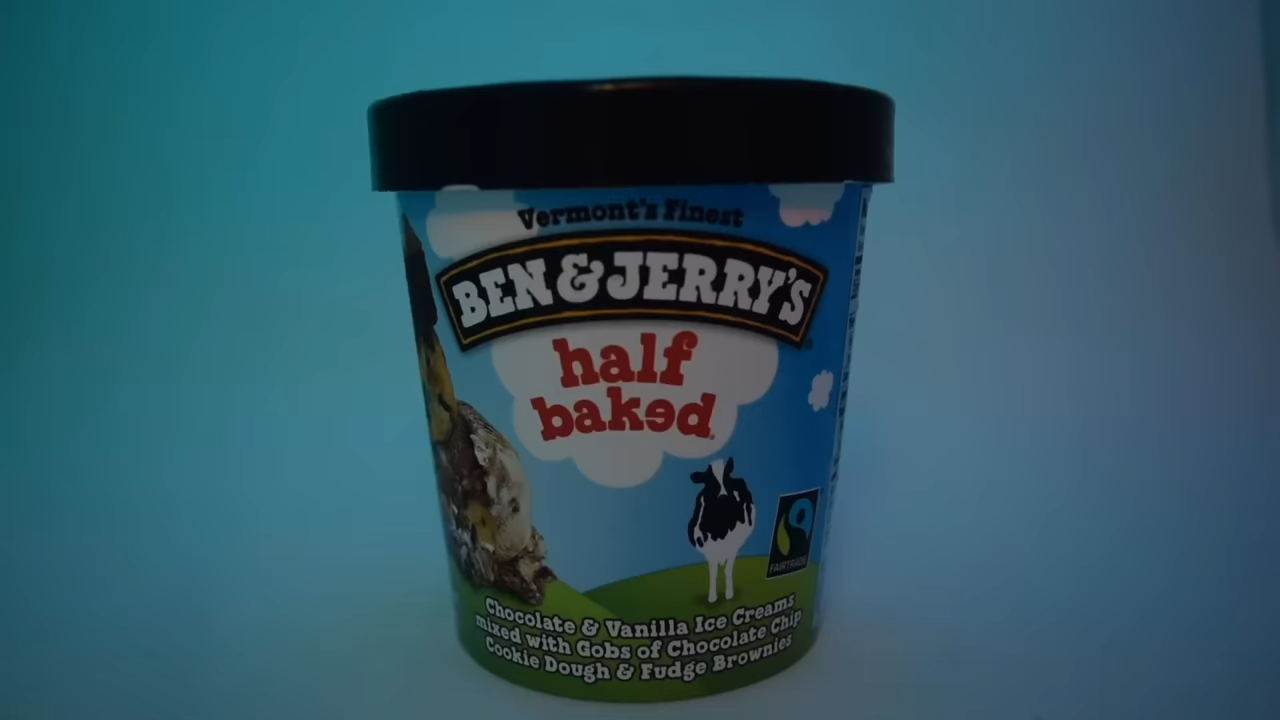 Vermont's Finest
BEN & JERRY'S
half
baked
FAIRTRADE
Chocolate & Vanilla Ice Creams
mixed with Gobs of Chocolate Chip
Cookie Dough & Fudge Brownies